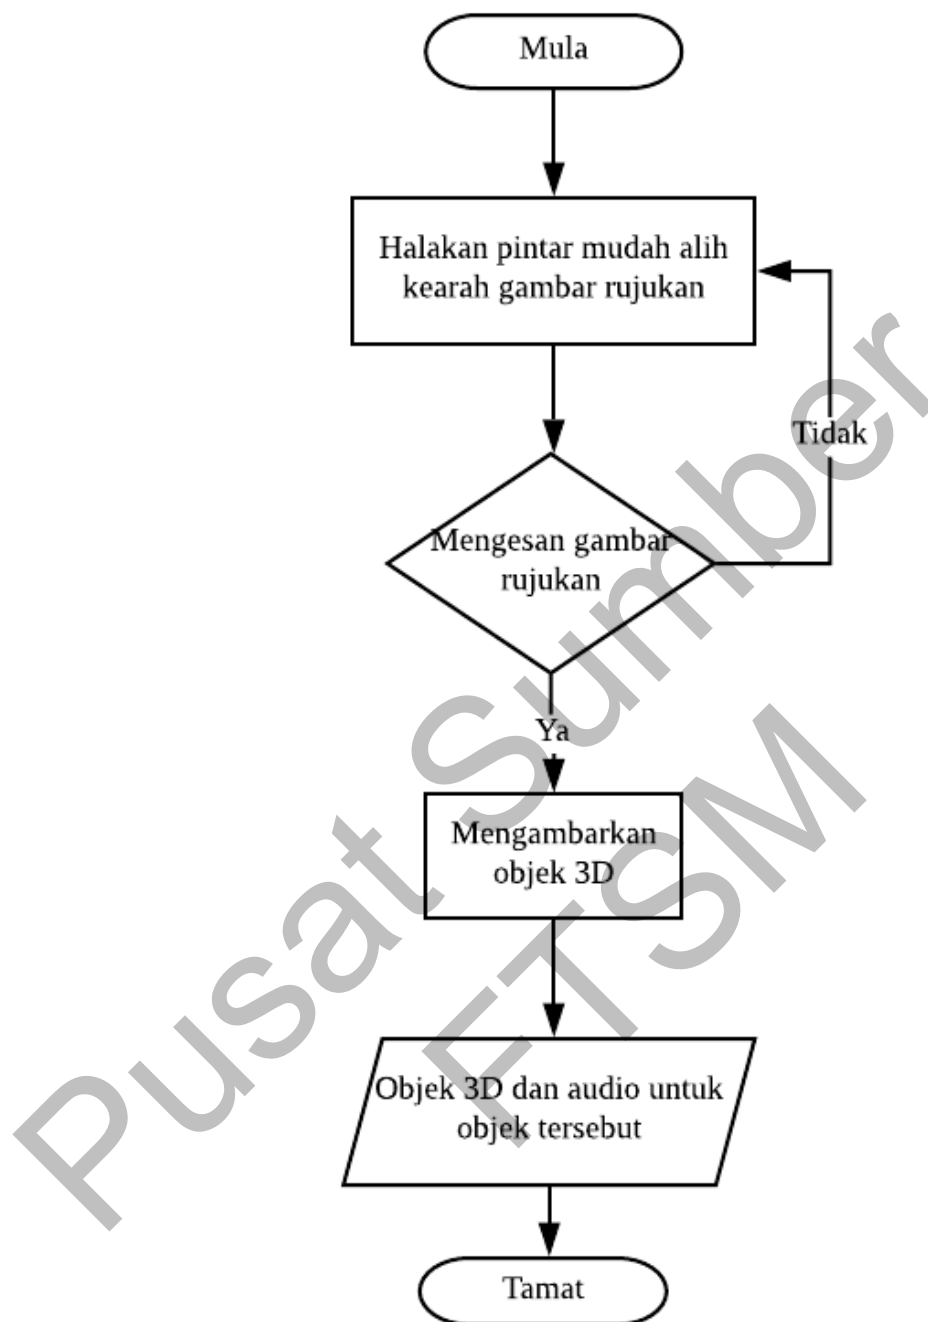 Mula
Halakan pintar mudah alih
kearah gambar rujukan
Tidak
Mengesan gambar
rujukan
Ya
Mengambarkan
objek 3D
Objek 3D dan audio untuk
objek tersebut
Tamat
Pusat Sumber
FTSM